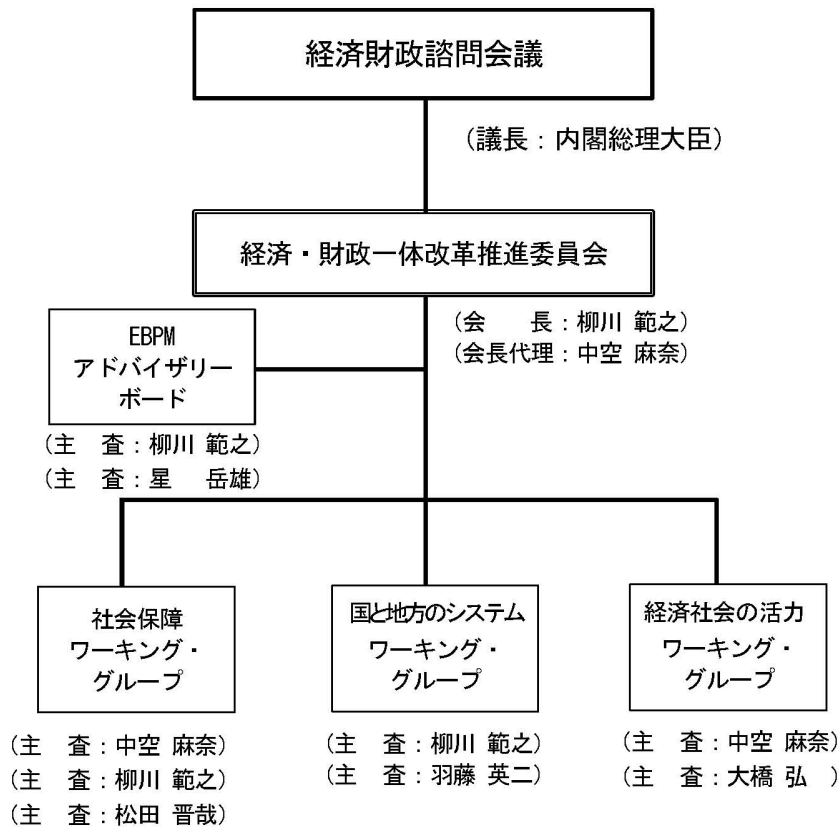 経済財政諮問会議
（議長：内閣総理大臣）
経済・財政一体改革推進委員会
（会　　長：柳川 範之）
（会長代理：中空 麻奈）
EBPM
アドバイザリー
ボード
（主　査：柳川 範之）
（主　査：星　岳雄）
社会保障
ワーキング・
グループ
（主　査：中空 麻奈）
（主　査：柳川 範之）
（主　査：松田 晋哉）
国と地方のシステム
ワーキング・
グループ
（主　査：柳川 範之）
（主　査：羽藤 英二）
経済社会の活力
ワーキング・
グループ
（主　査：中空 麻奈）
（主　査：大橋 弘　）